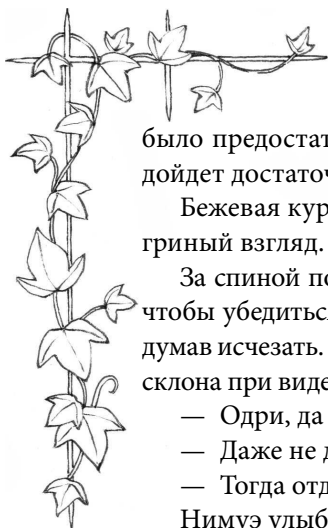 было предостат
дойдет достаточ
Бежевая кур
гриный взгляд.
За спиной по
чтобы убедиться
думав исчезать.
склона при виде
— Одри, да
— Даже не д
— Тогда отд
Нимуэ улыб